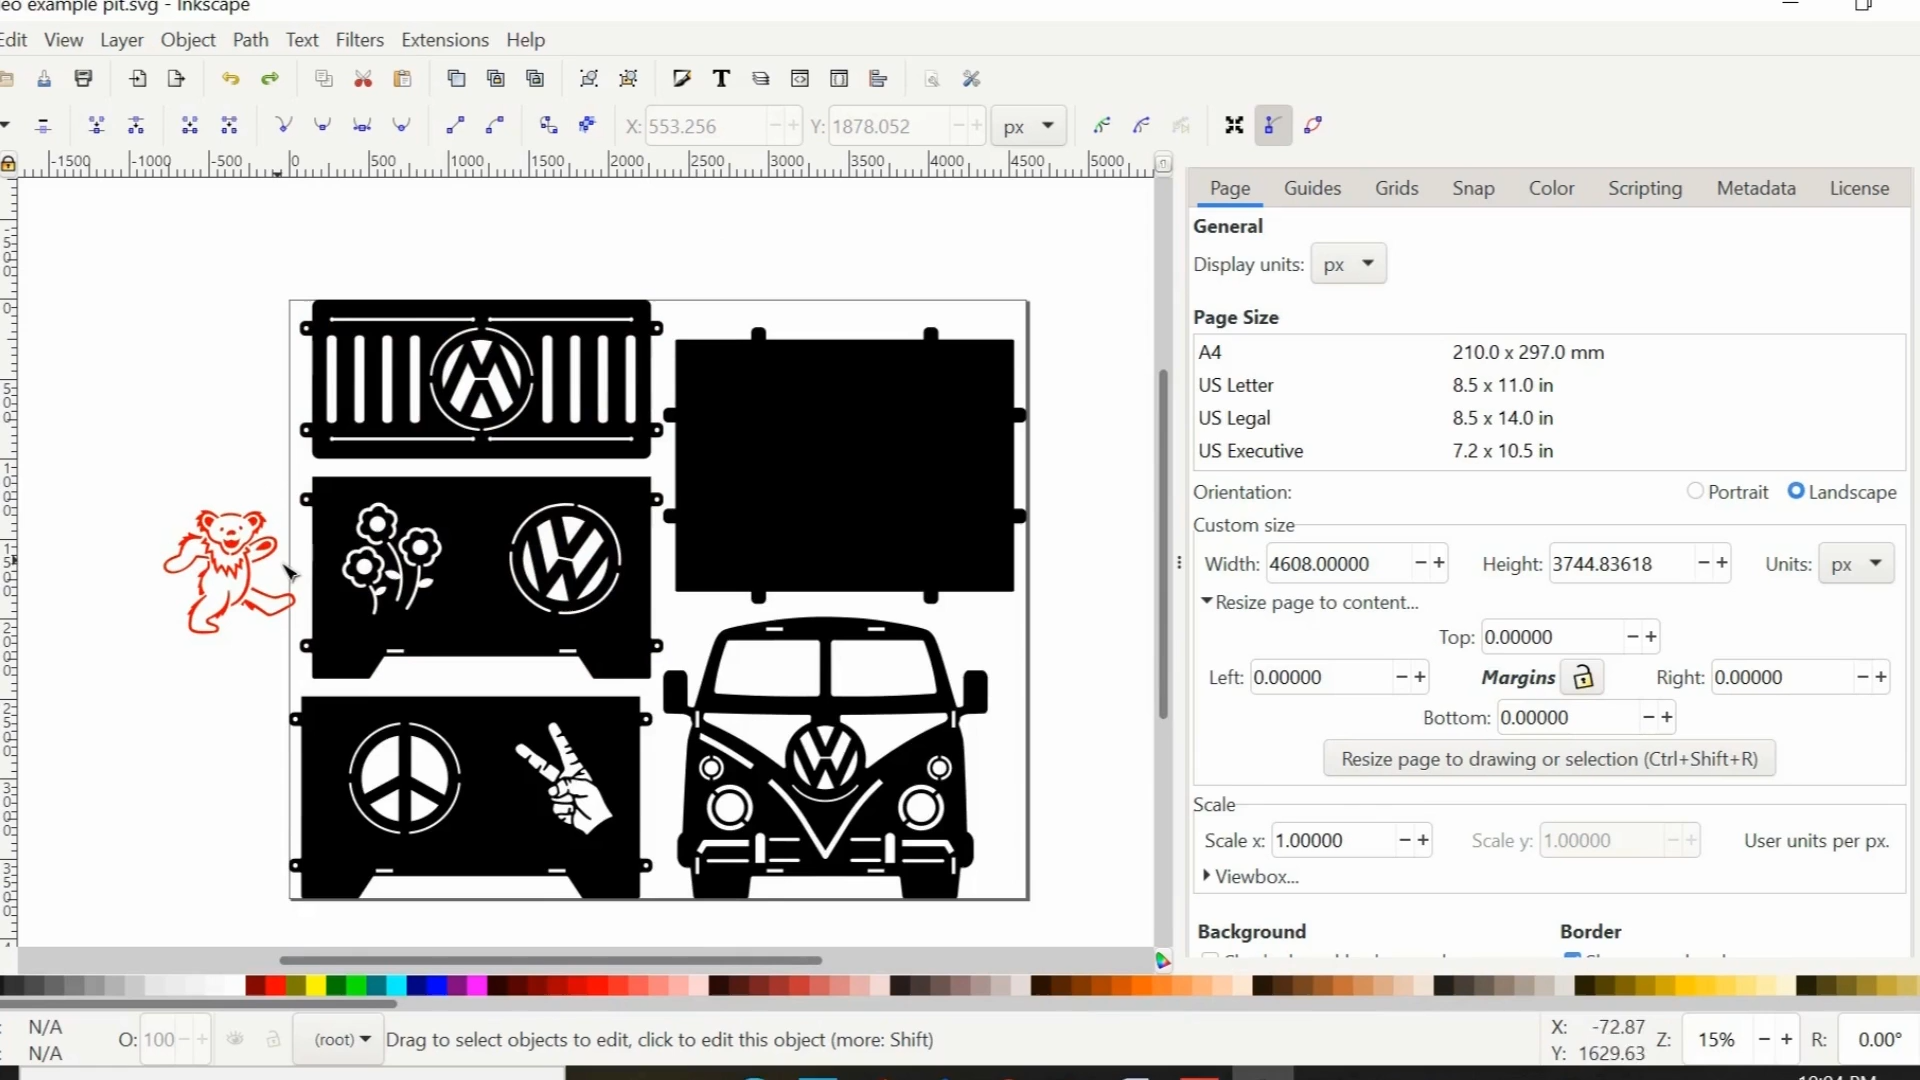 eo example pit.svg - Inkscape
Edit View Layer Object Path Text Filters Extensions Help
X: 553.256 Y: 1878.052 px
-1500 -1000 -500 0 500 1000 1500 2000 2500 3000 3500 4000 4500 5000
Page Guides Grids Snap Color Scripting Metadata License
General
Display units: px
Page Size
A4 210.0 x 297.0 mm
US Letter 8.5 x 11.0 in
US Legal 8.5 x 14.0 in
US Executive 7.2 x 10.5 in
Orientation: Portrait Landscape
Custom size
Width: 4608.00000 Height: 3744.83618 Units: px
Resize page to content...
Top: 0.00000
Left: 0.00000 Margins Right: 0.00000
Bottom: 0.00000
Resize page to drawing or selection (Ctrl+Shift+R)
Scale
Scale x: 1.00000 Scale y: 1.00000 User units per px.
Viewbox...
Background Border
N/A
N/A
O: 100 (root) Drag to select objects to edit, click to edit this object (more: Shift)
X: -72.87
Y: 1629.63
Z: 15% R: 0.00°